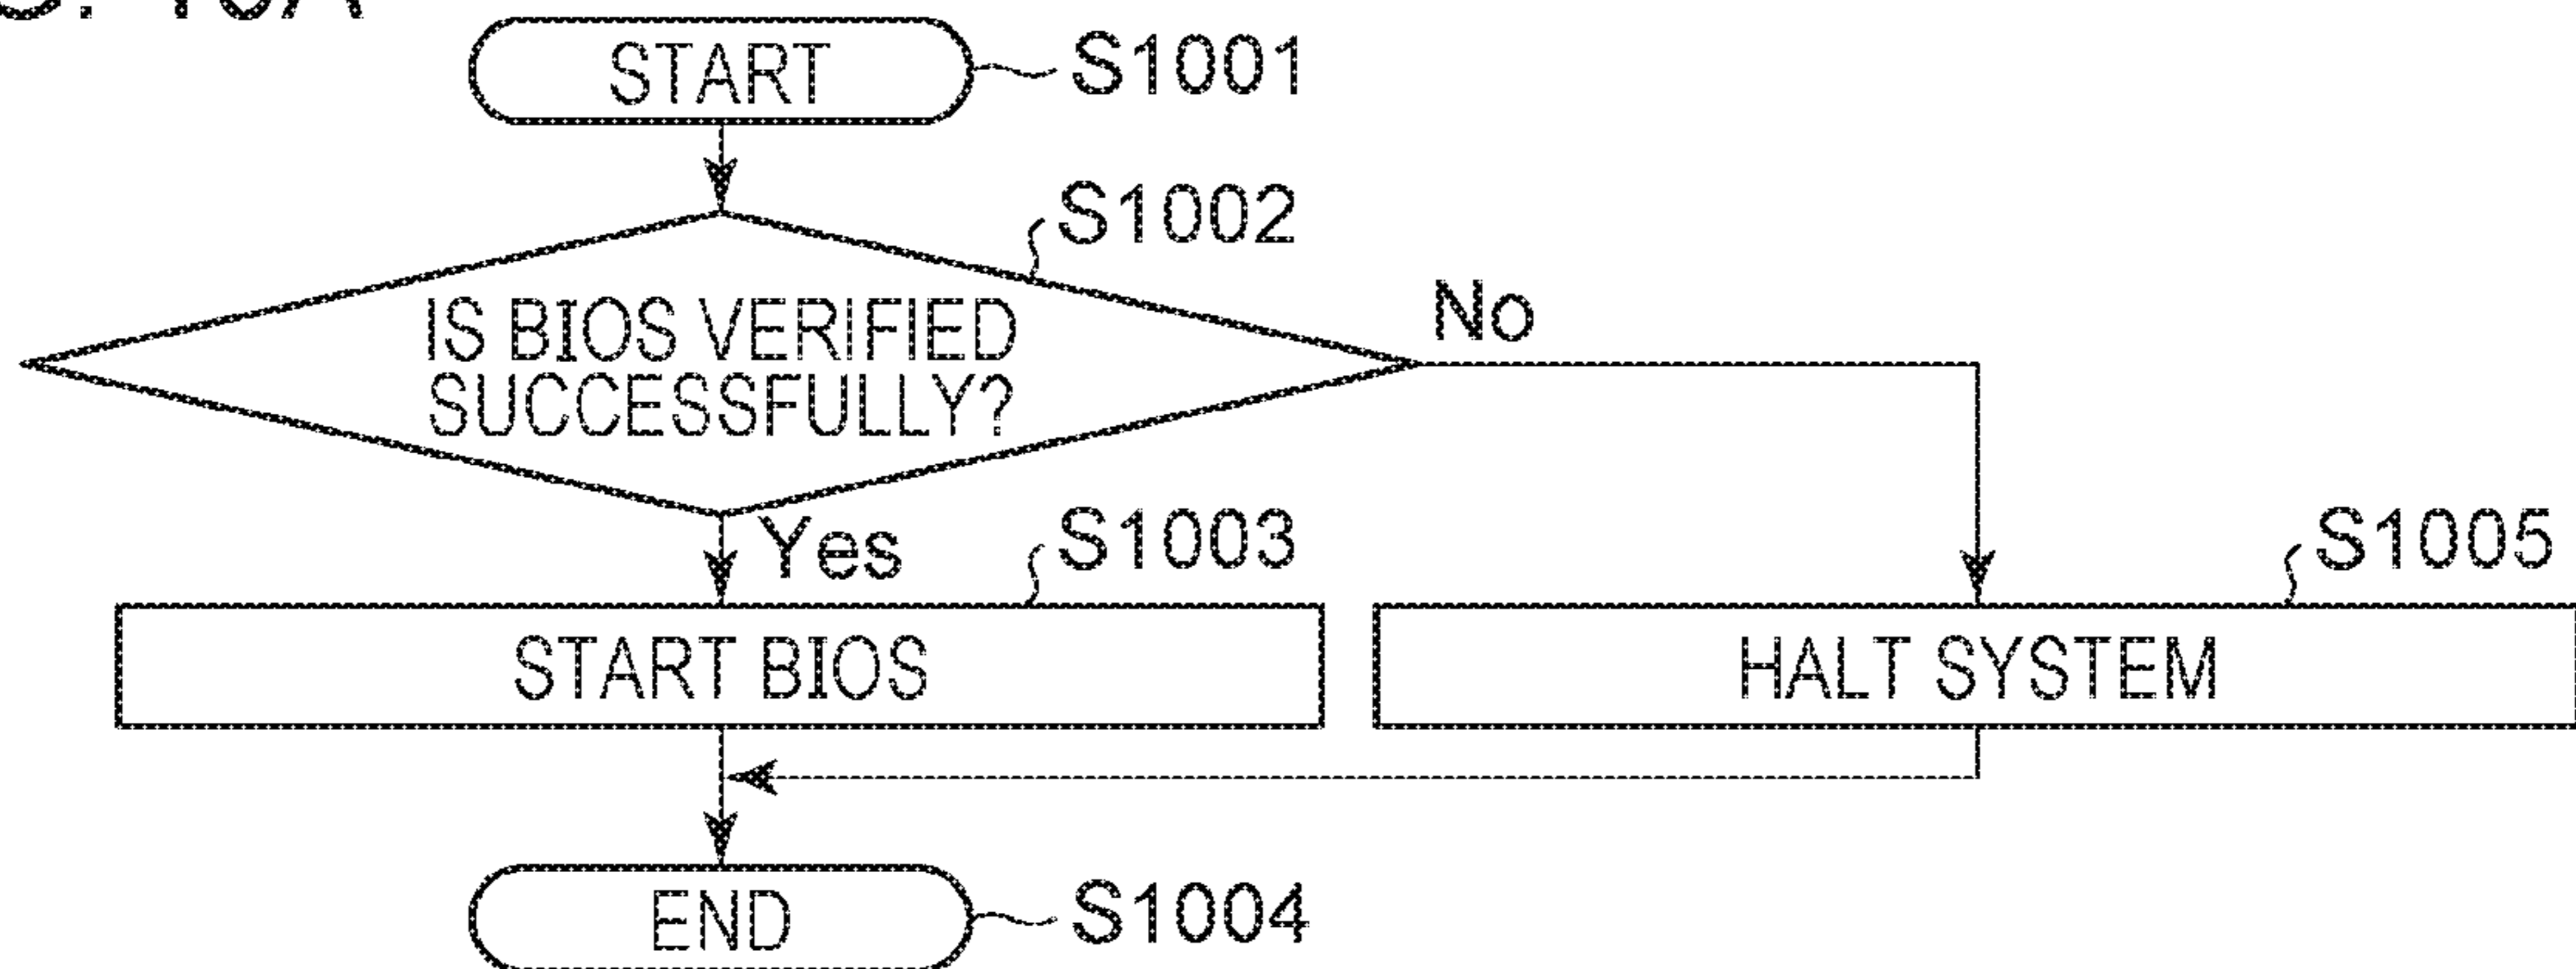 START
S1001
S1002
IS BIOS VERIFIED
SUCCESSFULLY?
No
Yes
S1003
S1005
START BIOS
HALT SYSTEM
END
S1004